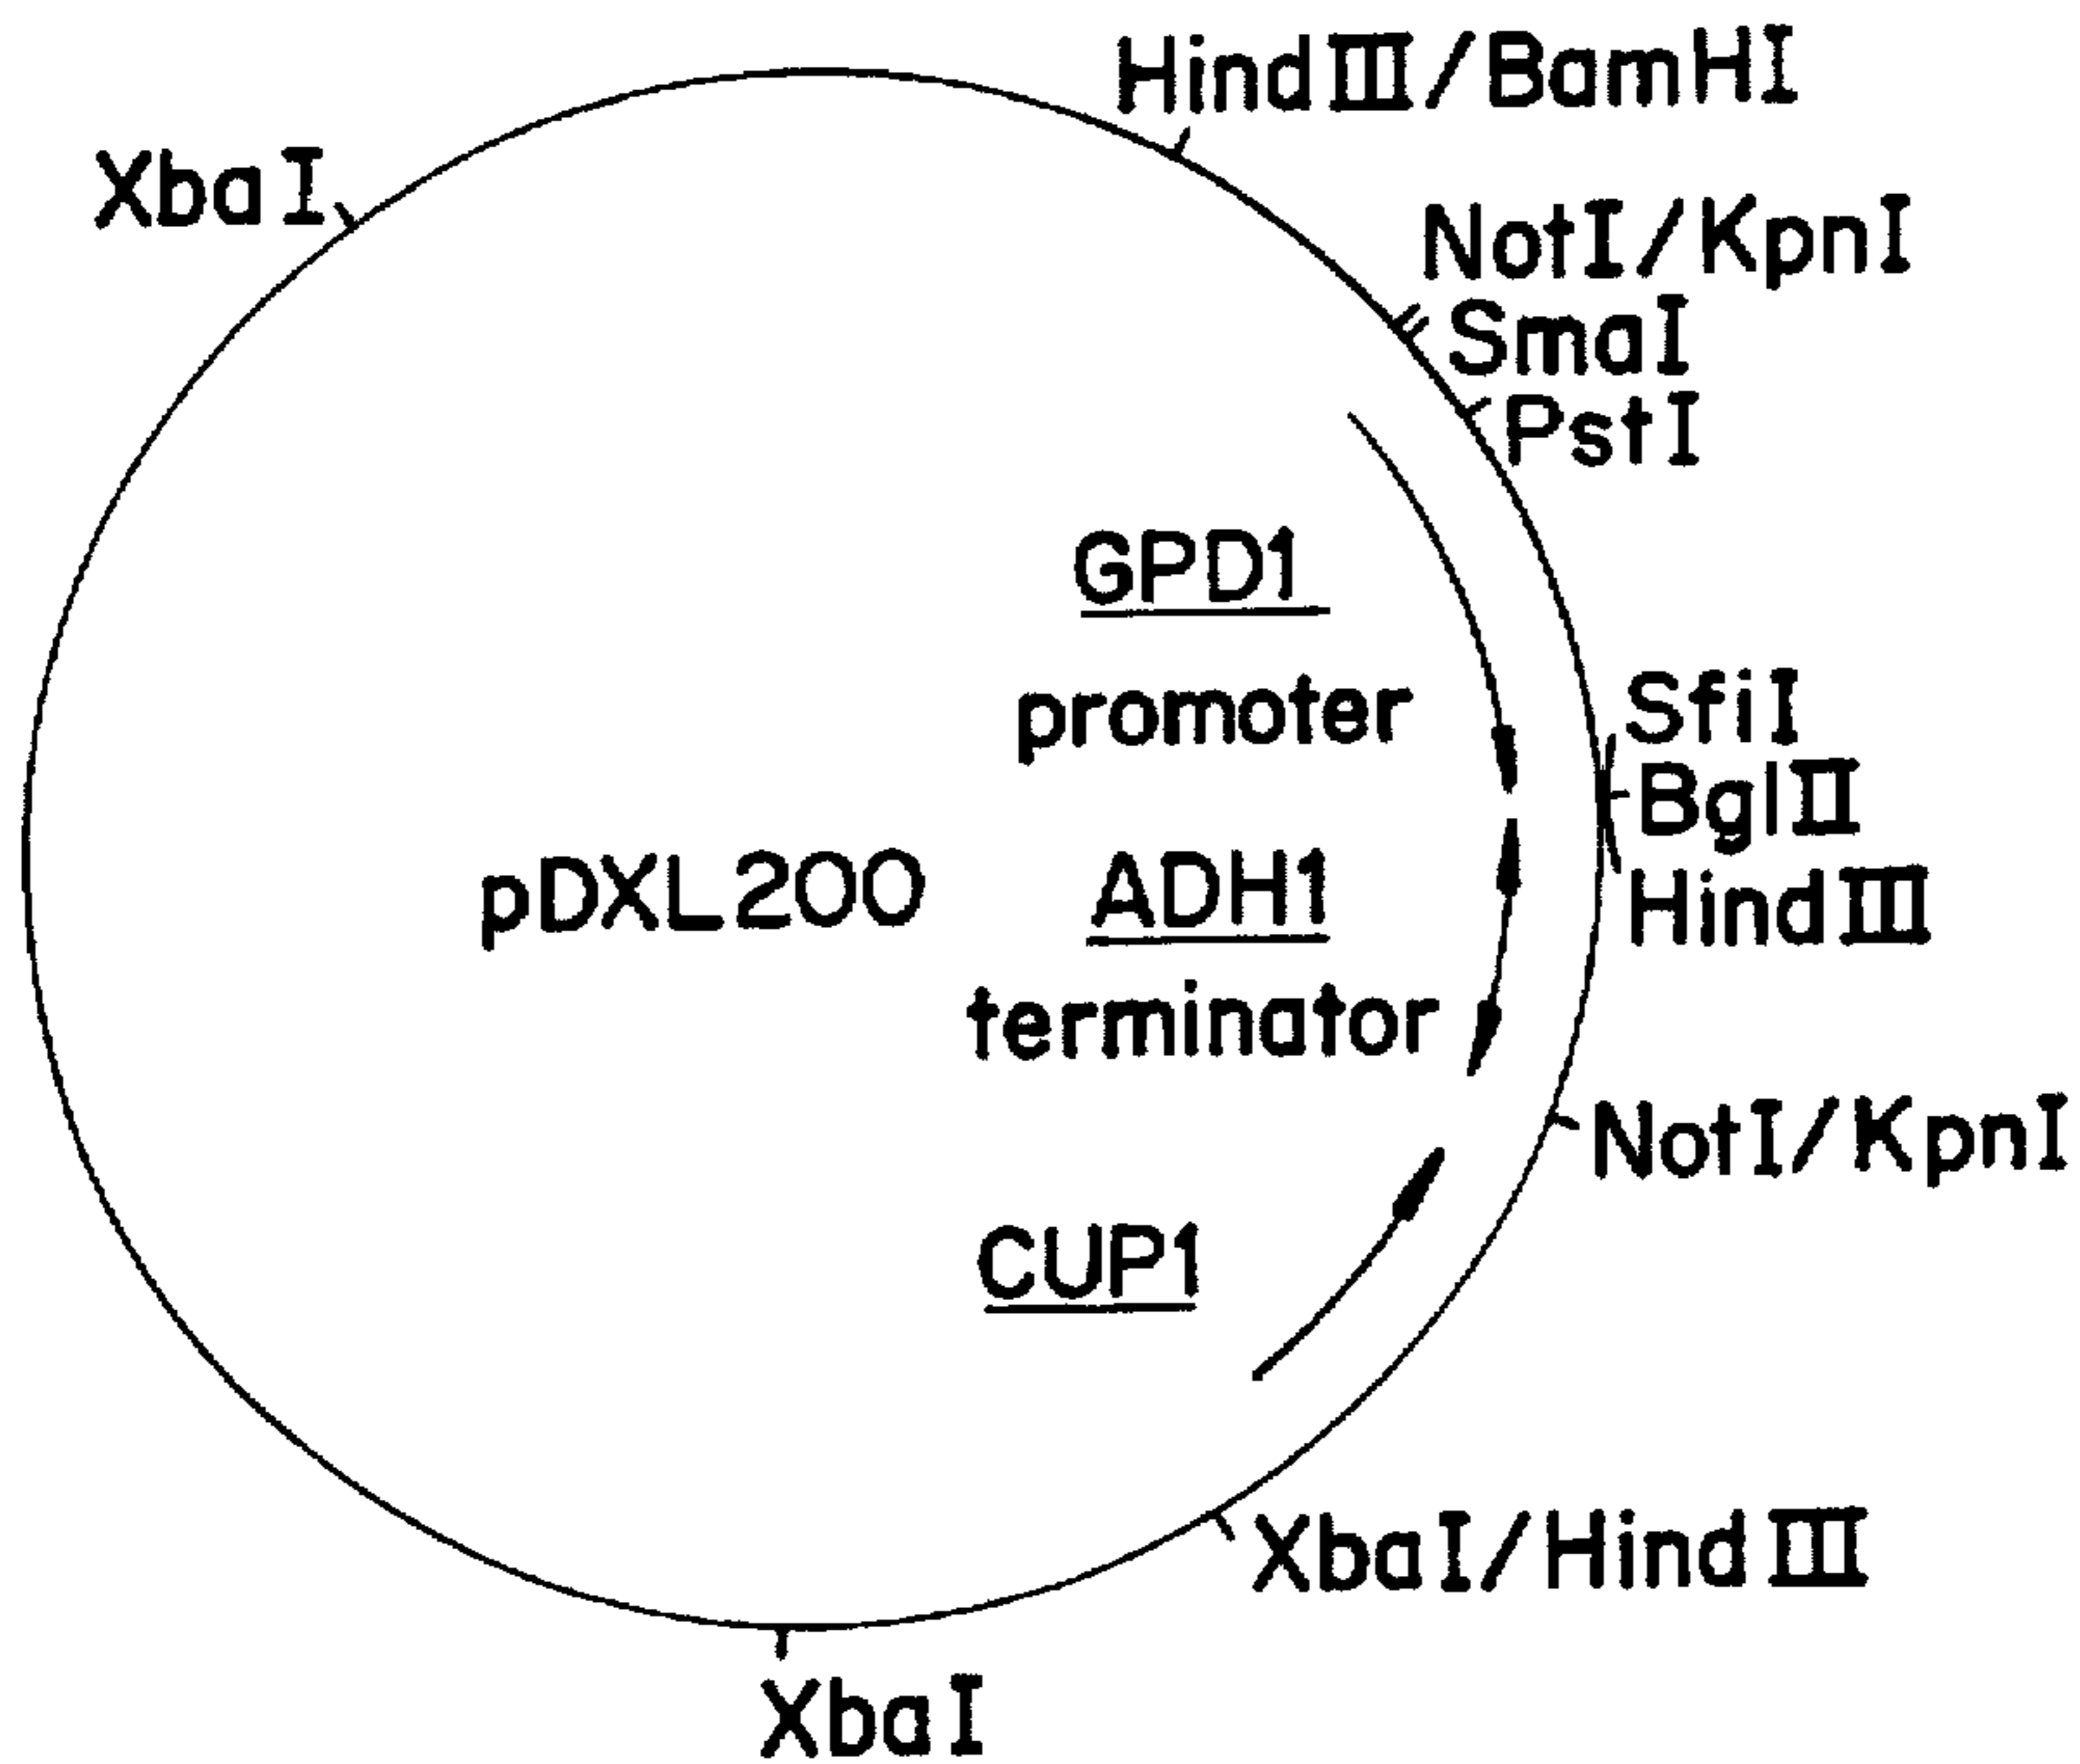 HindIII/BamHI
XbaI
NotI/KpnI
SmaI
PstI
GPD1
promoter
SfiI
BglII
HindIII
pDXL200
ADH1
terminator
NotI/KpnI
CUP1
XbaI/HindIII
XbaI